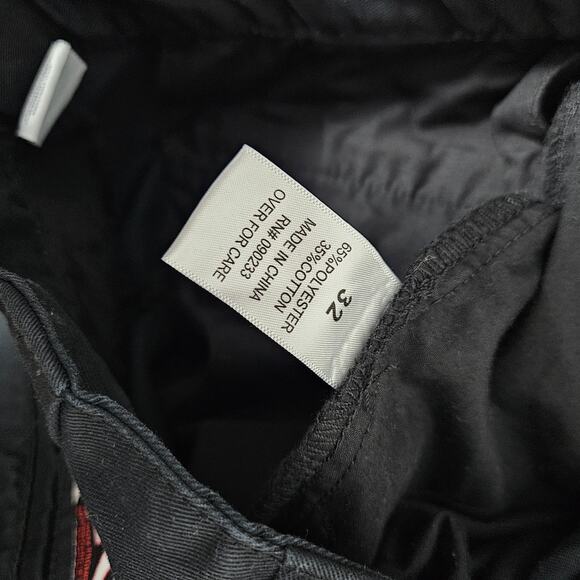 32
65%POLYESTER
35%COTTON
MADE IN CHINA
RN# 090233
OVER FOR CARE